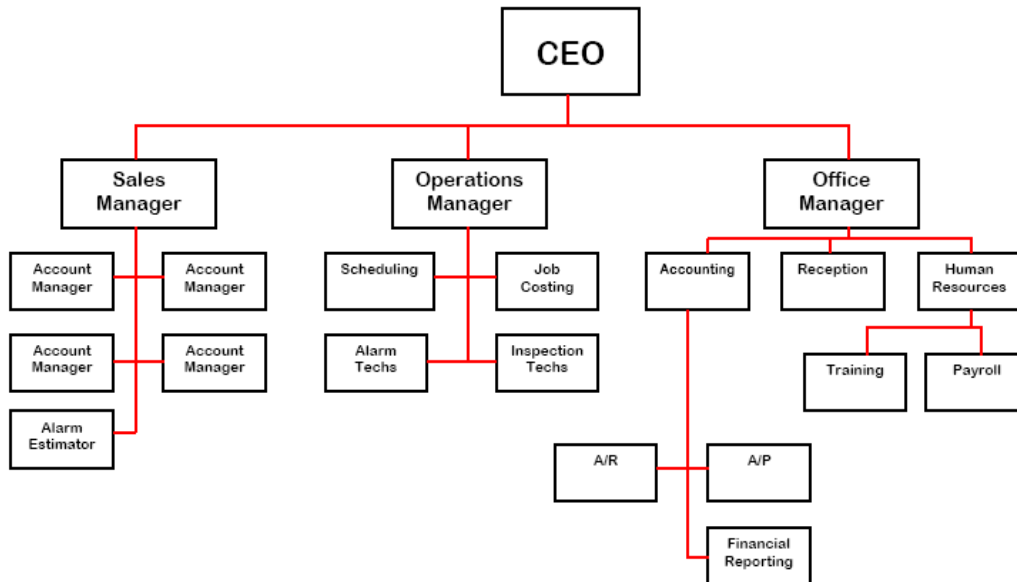 CEO
Sales
Manager
Operations
Manager
Office
Manager
Account
Manager
Account
Manager
Scheduling
Job
Costing
Accounting
Reception
Human
Resources
Account
Manager
Account
Manager
Alarm
Techs
Inspection
Techs
Training
Payroll
Alarm
Estimator
A/R
A/P
Financial
Reporting